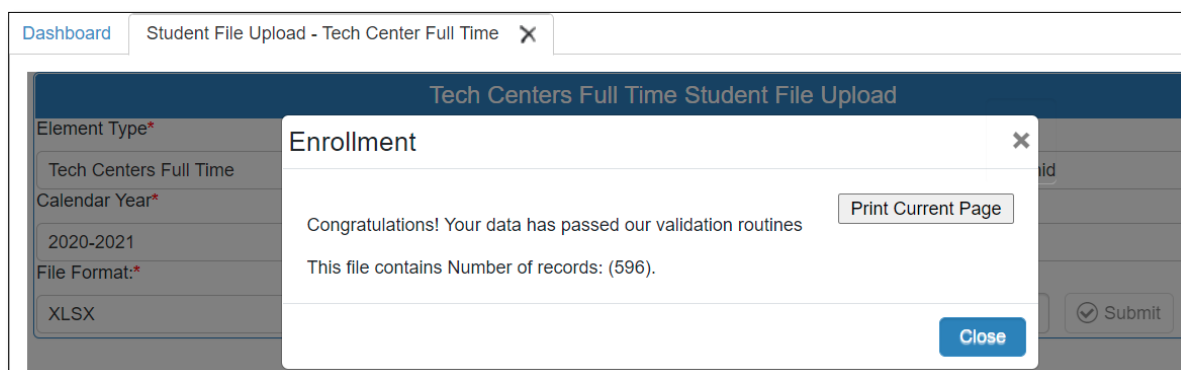 Dashboard
Student File Upload - Tech Center Full Time
Tech Centers Full Time Student File Upload
Element Type*
Tech Centers Full Time
Calendar Year*
2020-2021
File Format:*
XLSX
Enrollment
Print Current Page
Congratulations! Your data has passed our validation routines
This file contains Number of records: (596).
Close
Submit